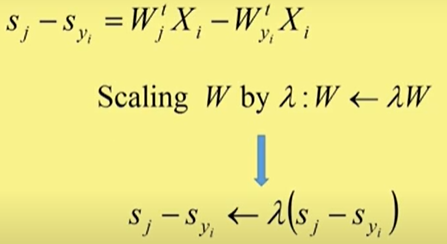 s_j − s_{y_i} = W_j^t X_i − W_{y_i}^t X_i
Scaling W by λ : W ← λW
s_j − s_{y_i} ← λ(s_j − s_{y_i})